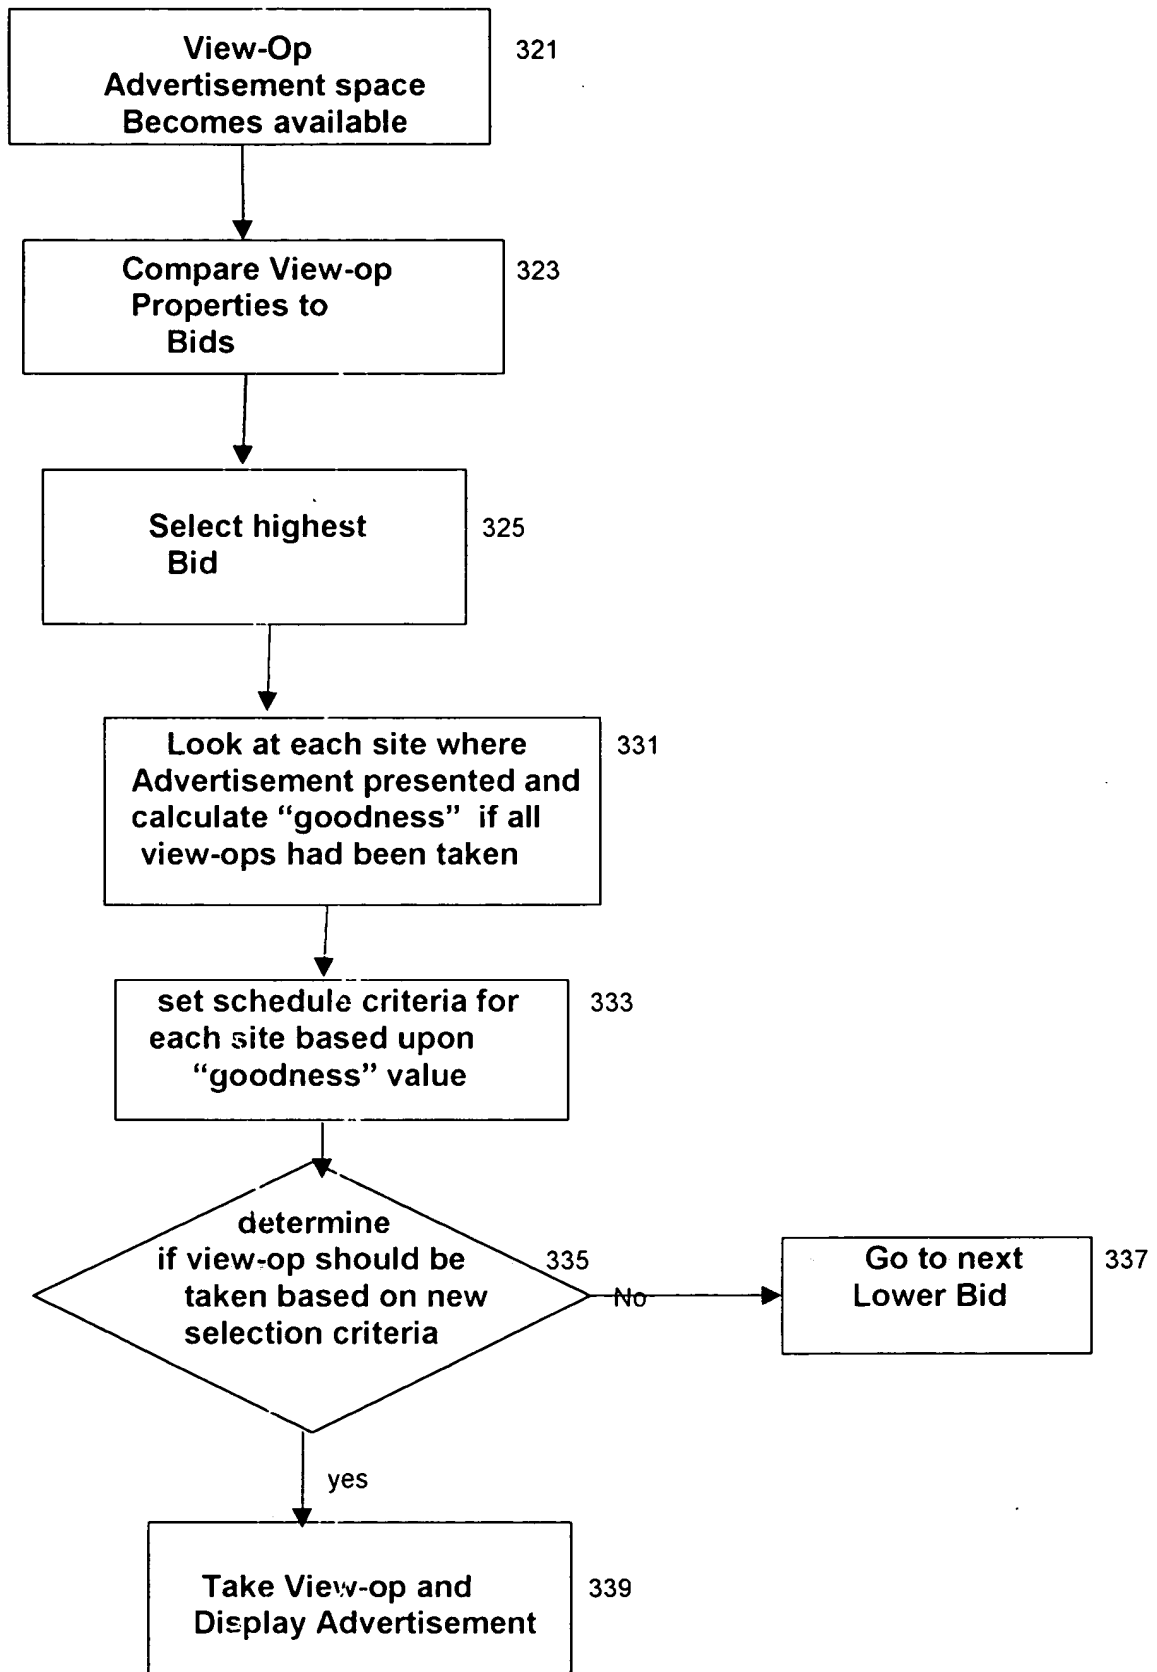 View-Op
Advertisement space
Becomes available
321
Compare View-op
Properties to
Bids
323
Select highest
Bid
325
Look at each site where
Advertisement presented and
calculate “goodness” if all
view-ops had been taken
331
set schedule criteria for
each site based upon
“goodness” value
333
determine
if view-op should be
taken based on new
selection criteria
335
No
Go to next
Lower Bid
337
yes
Take View-op and
Display Advertisement
339